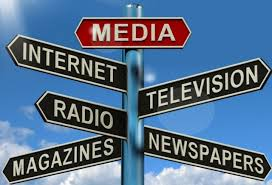 MEDIA
INTERNET
TELEVISION
RADIO
MAGAZINES
NEWSPAPERS